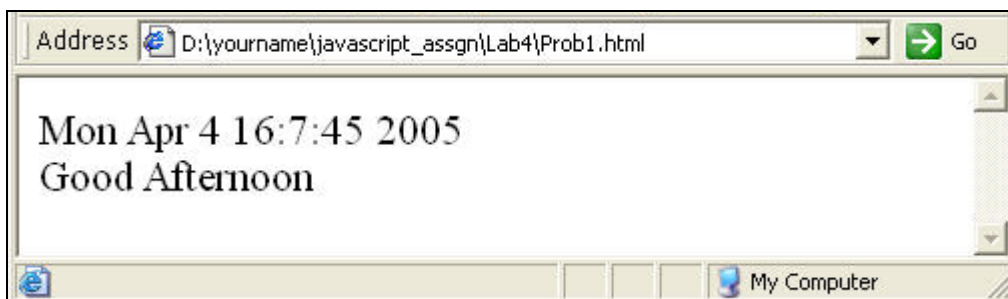 Address D:\yourname\javascript_assgn\Lab4\Prob1.html Go
Mon Apr 4 16:7:45 2005
Good Afternoon
My Computer